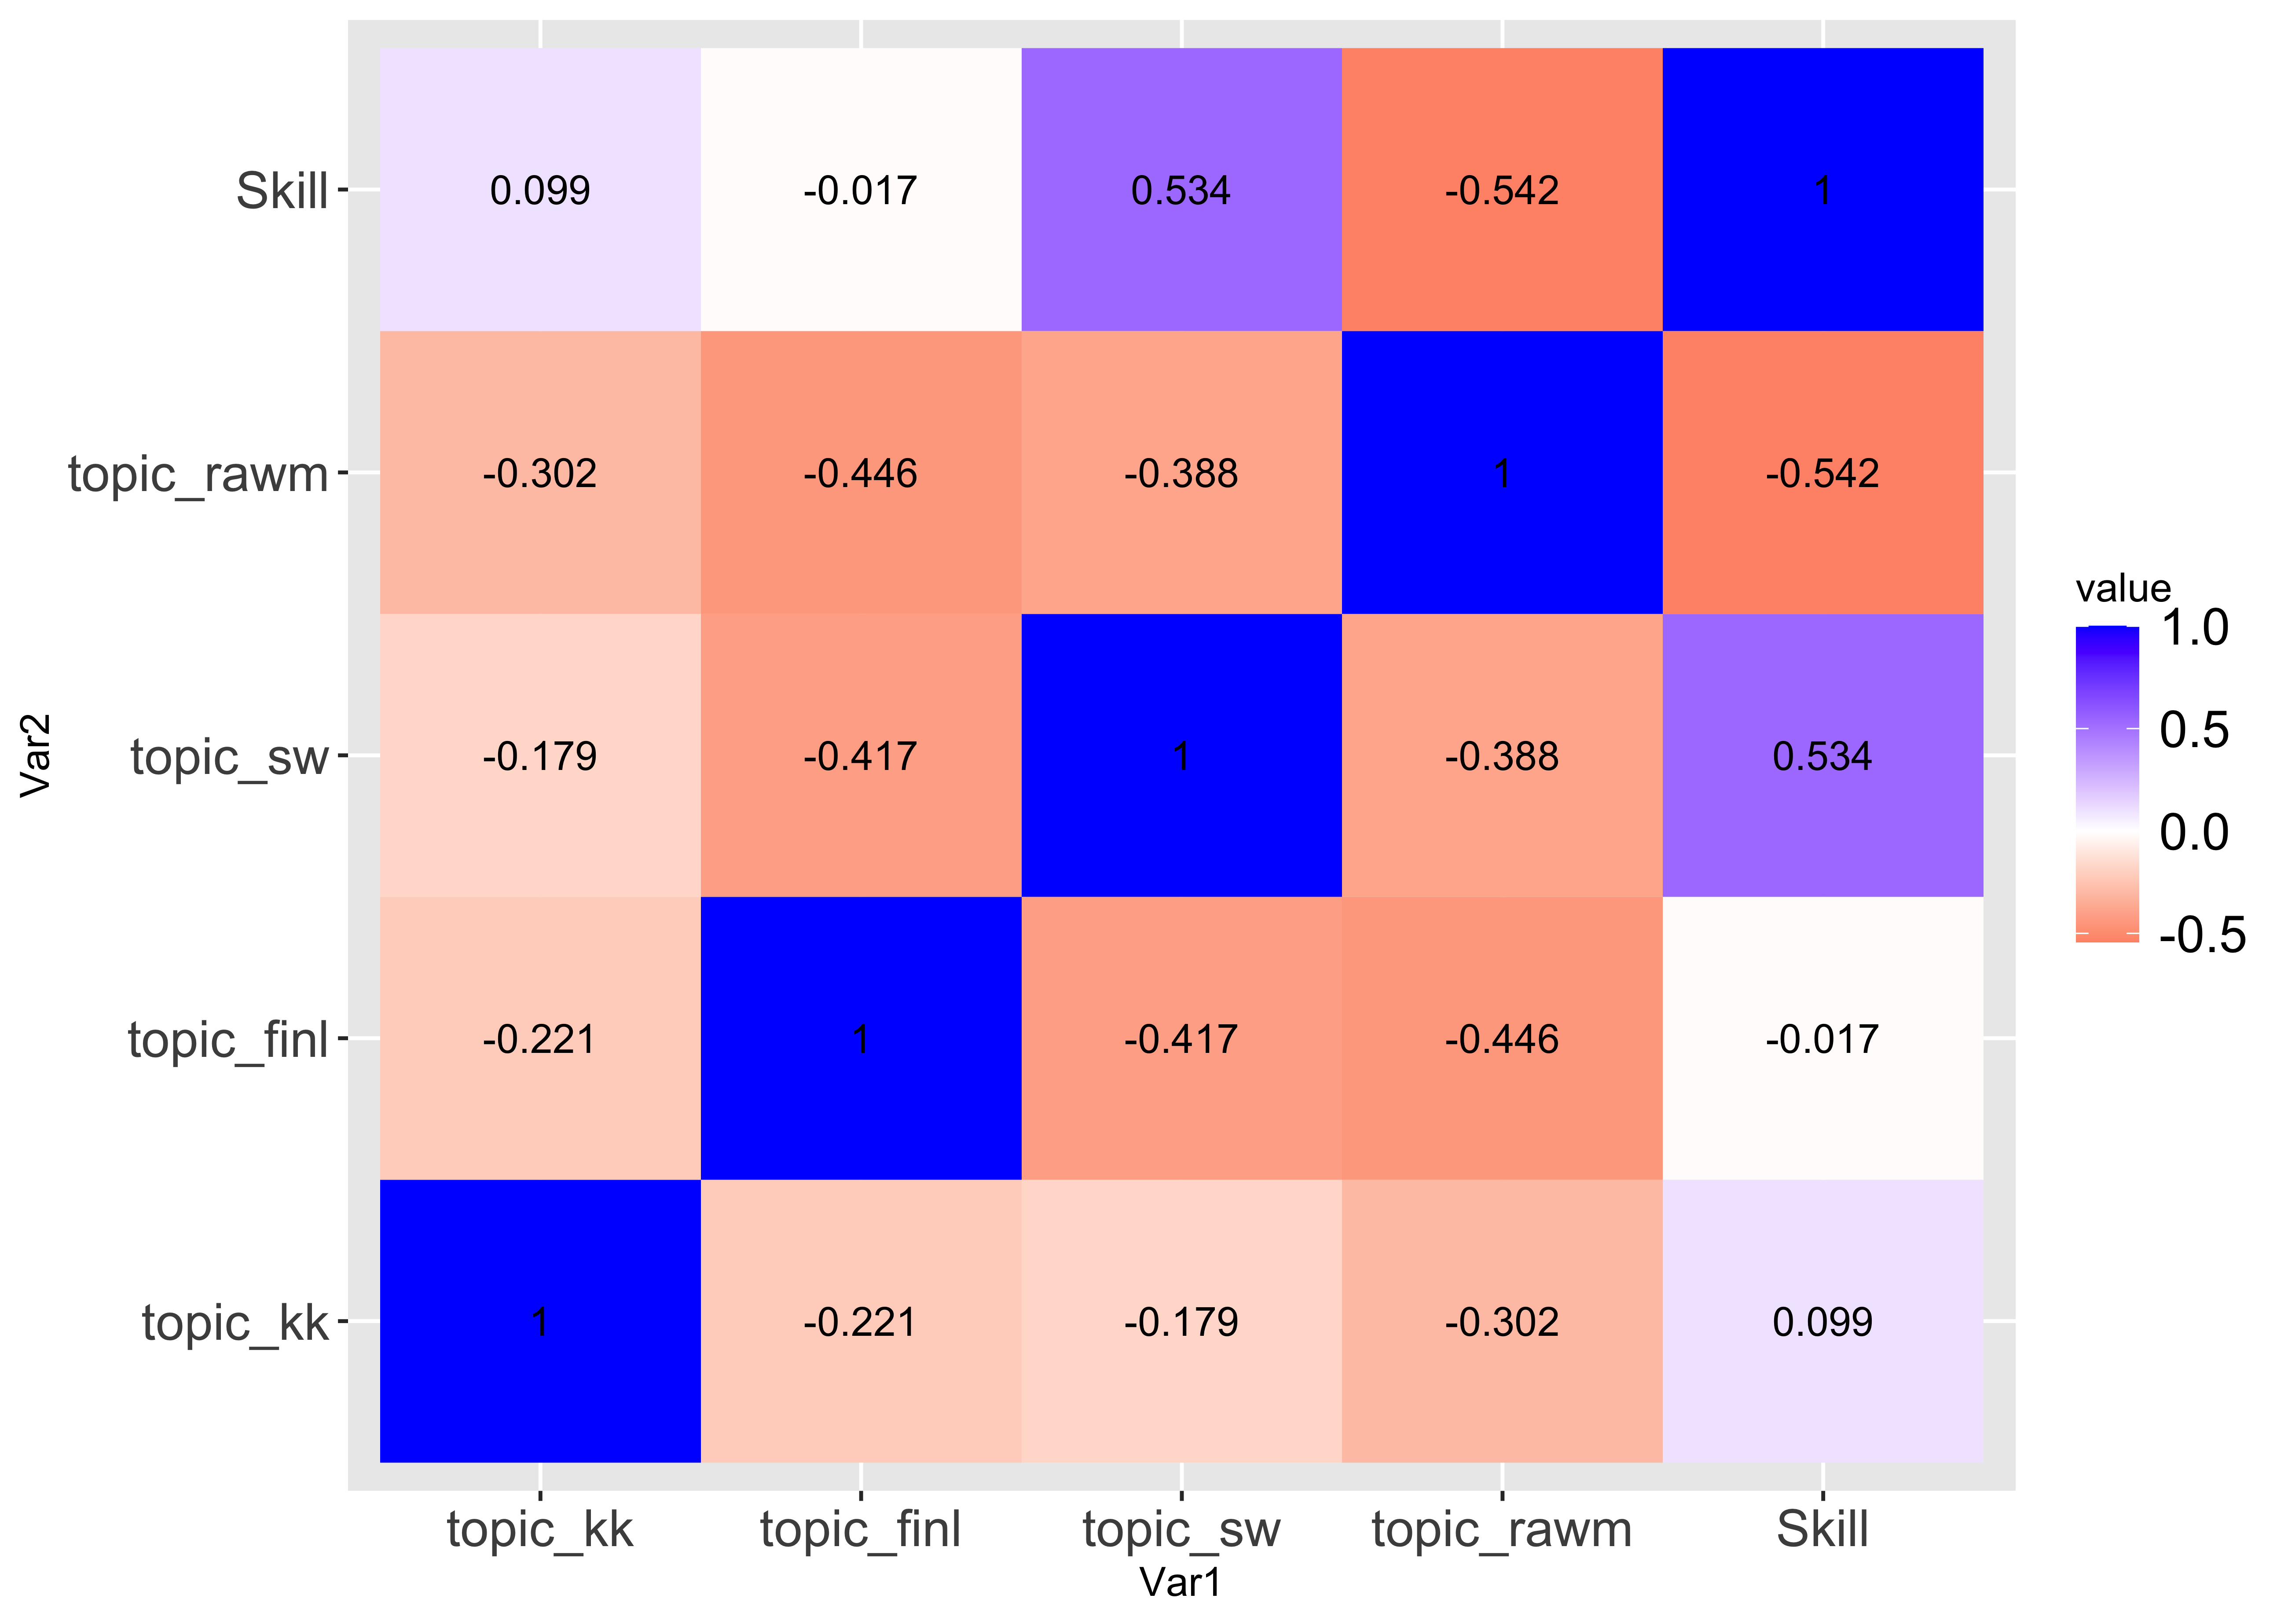 Skill 0.099 -0.017 0.534 -0.542 1
topic_rawm -0.302 -0.446 -0.388 1 -0.542
topic_sw -0.179 -0.417 1 -0.388 0.534
topic_finl -0.221 1 -0.417 -0.446 -0.017
topic_kk 1 -0.221 -0.179 -0.302 0.099
topic_kk topic_finl topic_sw topic_rawm Skill
Var1
Var2
value
1.0
0.5
0.0
-0.5